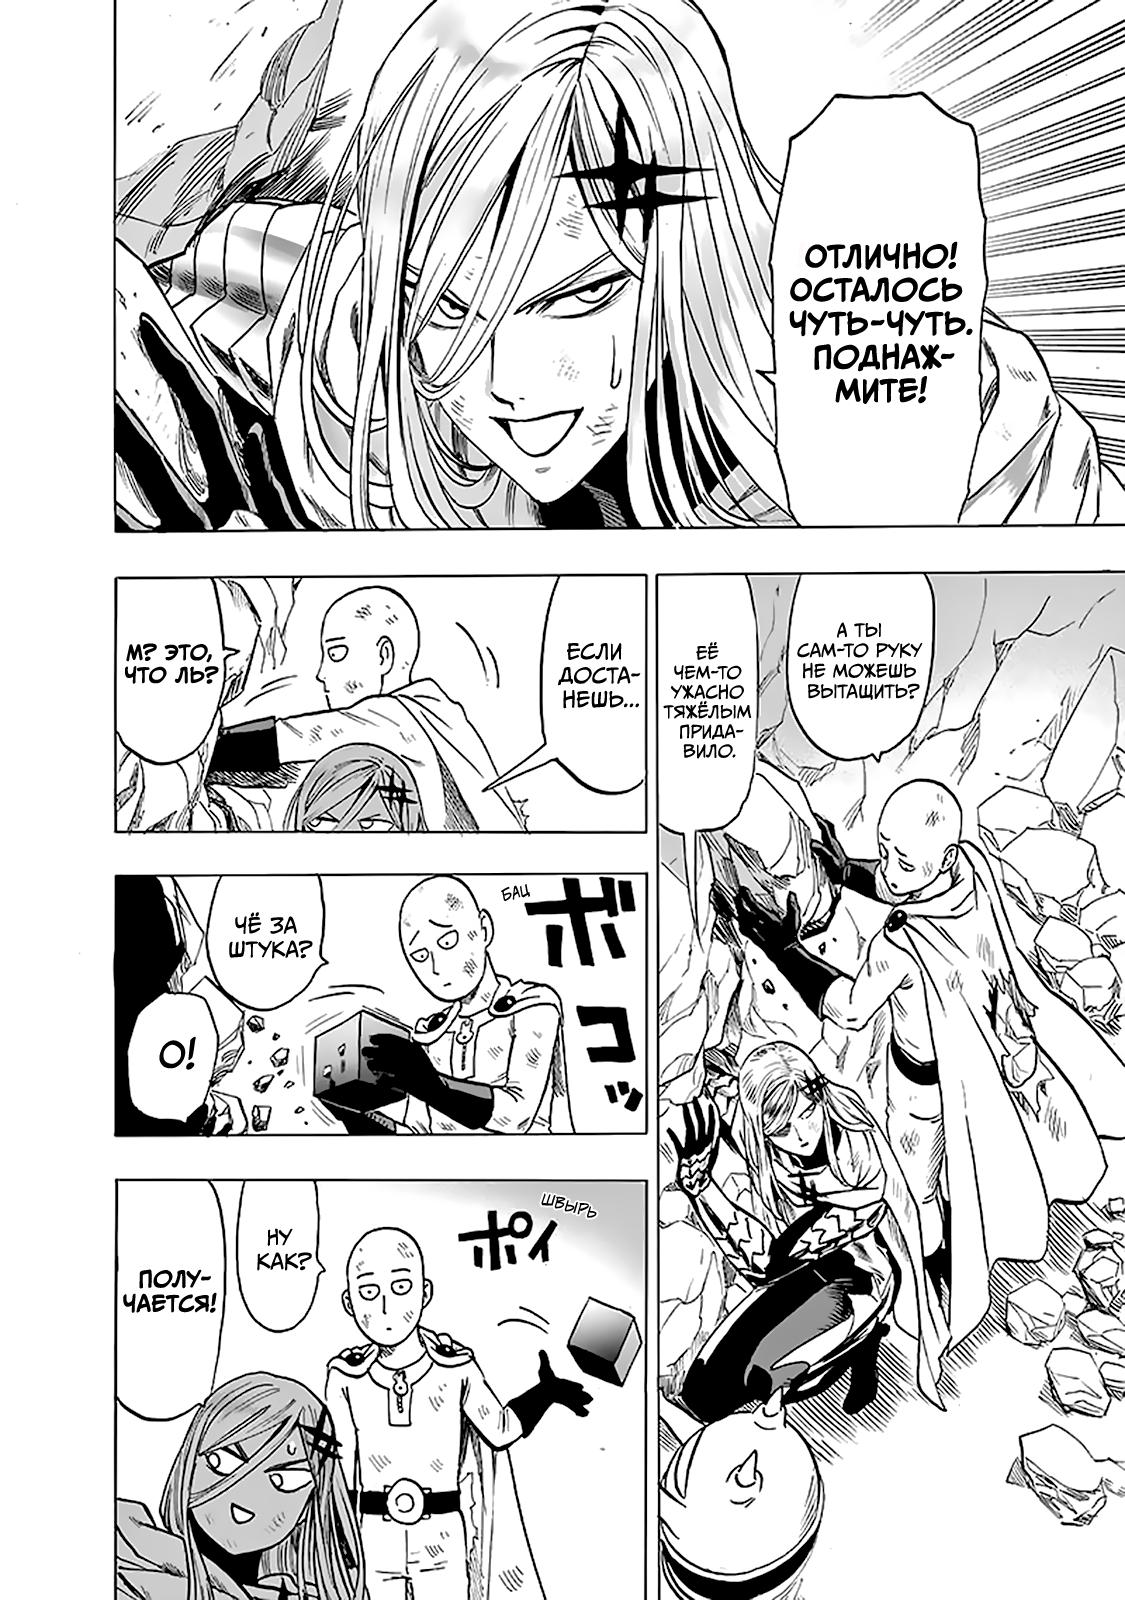 ОТЛИЧНО!
ОСТАЛОСЬ
ЧУТЬ-ЧУТЬ.
ПОДНАЖ-
МИТЕ!
А ТЫ
САМ-ТО РУКУ
НЕ МОЖЕШЬ
ВЫТАЩИТЬ?
ЕЁ
ЧЕМ-ТО
УЖАСНО
ТЯЖЁЛЫМ
ПРИДА-
ВИЛО.
ЕСЛИ
ДОСТА-
НЕШЬ...
М? ЭТО,
ЧТО ЛЬ?
БАЦ
ボコッ
ЧЁ ЗА
ШТУКА?
О!
ШВЫРЬ
ポイ
НУ
КАК?
ПОЛУ-
ЧАЕТСЯ!